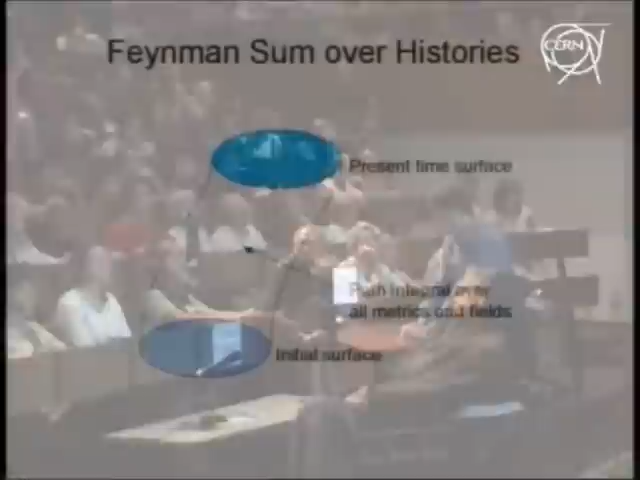 Feynman Sum over Histories
CERN
Present time surface
Path Integral over
all metrics and fields
Initial surface